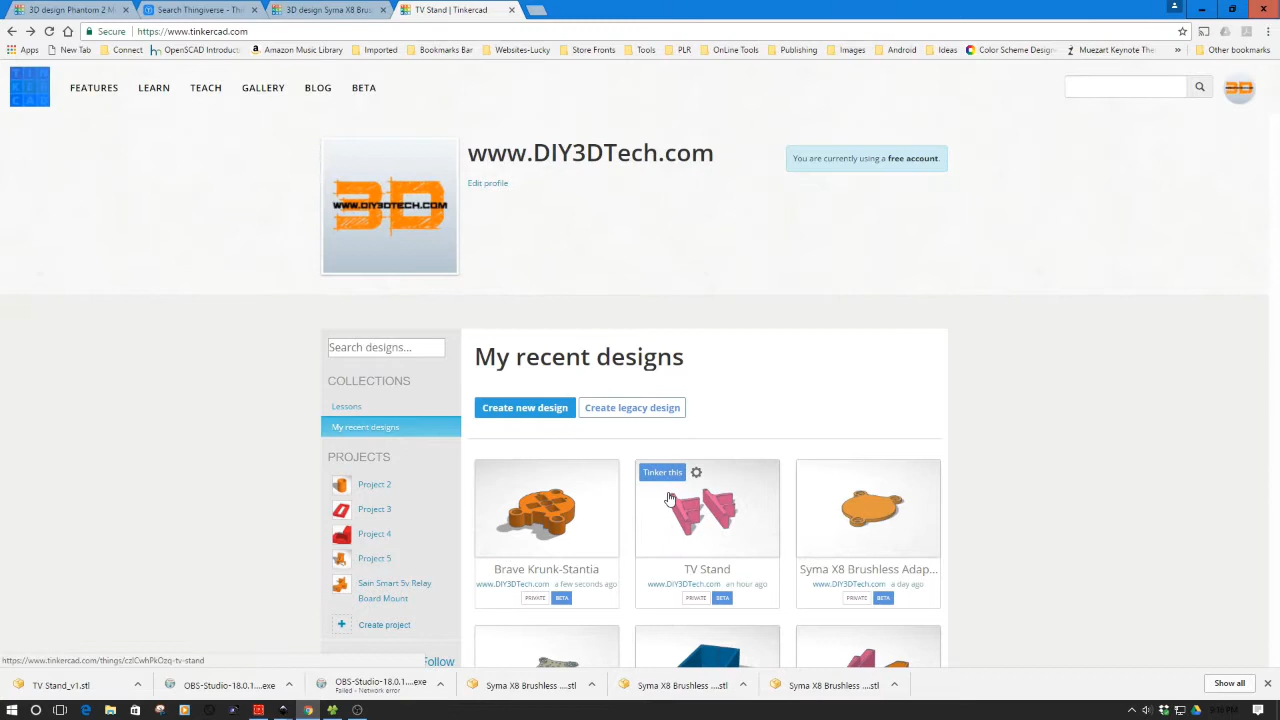 3D design Phantom 2 M
Search Thingiverse - Thi
3D design Syma X8 Brus
TV Stand | Tinkercad
Secure
https://www.tinkercad.com
Apps
New Tab
Connect
OpenSCAD Introductio
Amazon Music Library
Imported
Bookmarks Bar
Websites-Lucky
Store Fronts
Tools
PLR
OnLine Tools
Publishing
Images
Android
Ideas
Color Scheme Design
Muezart Keynote The
»
Other bookmarks
TIN
KER
CAD
FEATURES
LEARN
TEACH
GALLERY
BLOG
BETA
3D
www.DIY3DTech.com
You are currently using a free account.
Edit profile
3D
WWW.DIY3DTECH.COM
Search designs...
COLLECTIONS
Lessons
My recent designs
PROJECTS
Project 2
Project 3
Project 4
Project 5
Sain Smart 5v Relay
Board Mount
Create project
Follow
My recent designs
Create new design
Create legacy design
Tinker this
Brave Krunk-Stantia
www.DIY3DTech.com a few seconds ago
PRIVATE BETA
TV Stand
www.DIY3DTech.com an hour ago
PRIVATE BETA
Syma X8 Brushless Adap...
www.DIY3DTech.com a day ago
PRIVATE BETA
https://www.tinkercad.com/things/czlCwhPkOzq-tv-stand
TV Stand_v1.stl
OBS-Studio-18.0.1....exe
OBS-Studio-18.0.1....exe
Failed - Network error
Syma X8 Brushless ....stl
Syma X8 Brushless ....stl
Syma X8 Brushless ....stl
Show all